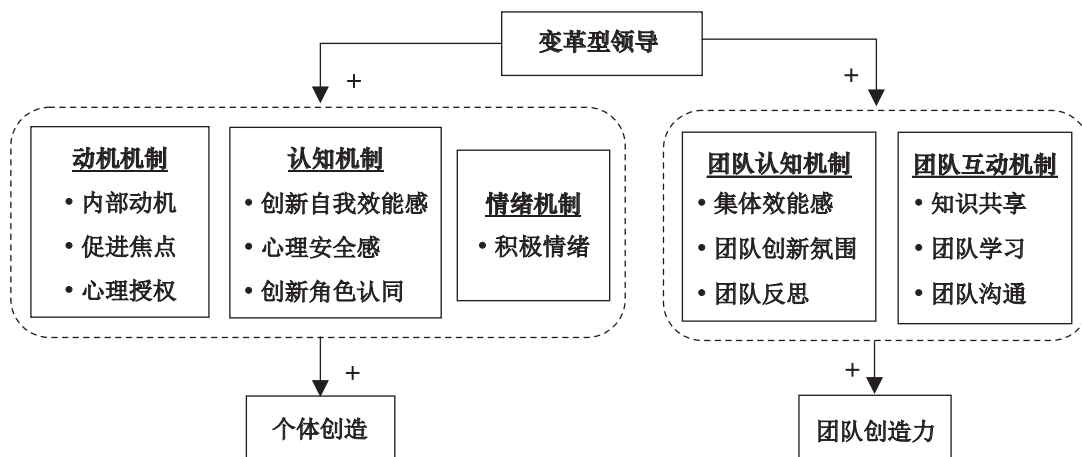 变革型领导
+
+
动机机制
• 内部动机
• 促进焦点
• 心理授权
认知机制
• 创新自我效能感
• 心理安全感
• 创新角色认同
情绪机制
• 积极情绪
团队认知机制
• 集体效能感
• 团队创新氛围
• 团队反思
团队互动机制
• 知识共享
• 团队学习
• 团队沟通
+
+
个体创造
团队创造力